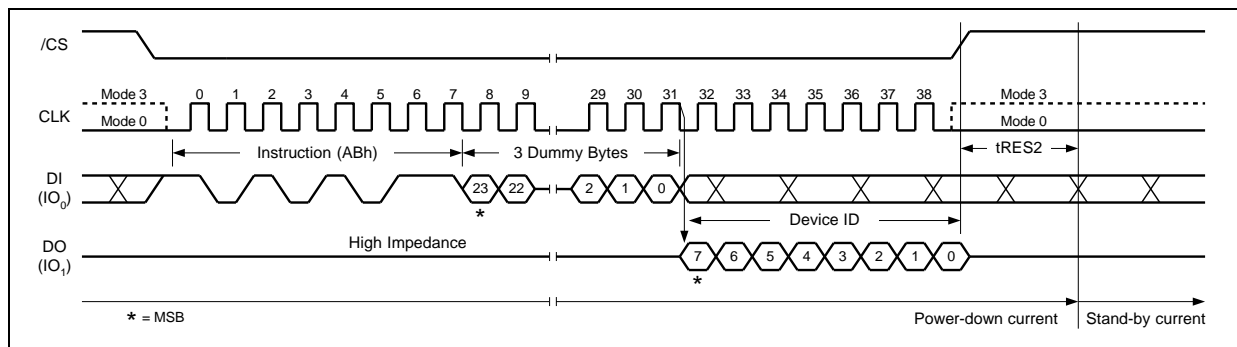 /CS
0 1 2 3 4 5 6 7 8 9 29 30 31 32 33 34 35 36 37 38
Mode 3 Mode 3
CLK
Mode 0 Mode 0
Instruction (ABh) 3 Dummy Bytes tRES2
DI
(IO0)
23 22 2 1 0
* Device ID
High Impedance
DO
(IO1)
7 6 5 4 3 2 1 0
*
* = MSB Power-down current Stand-by current